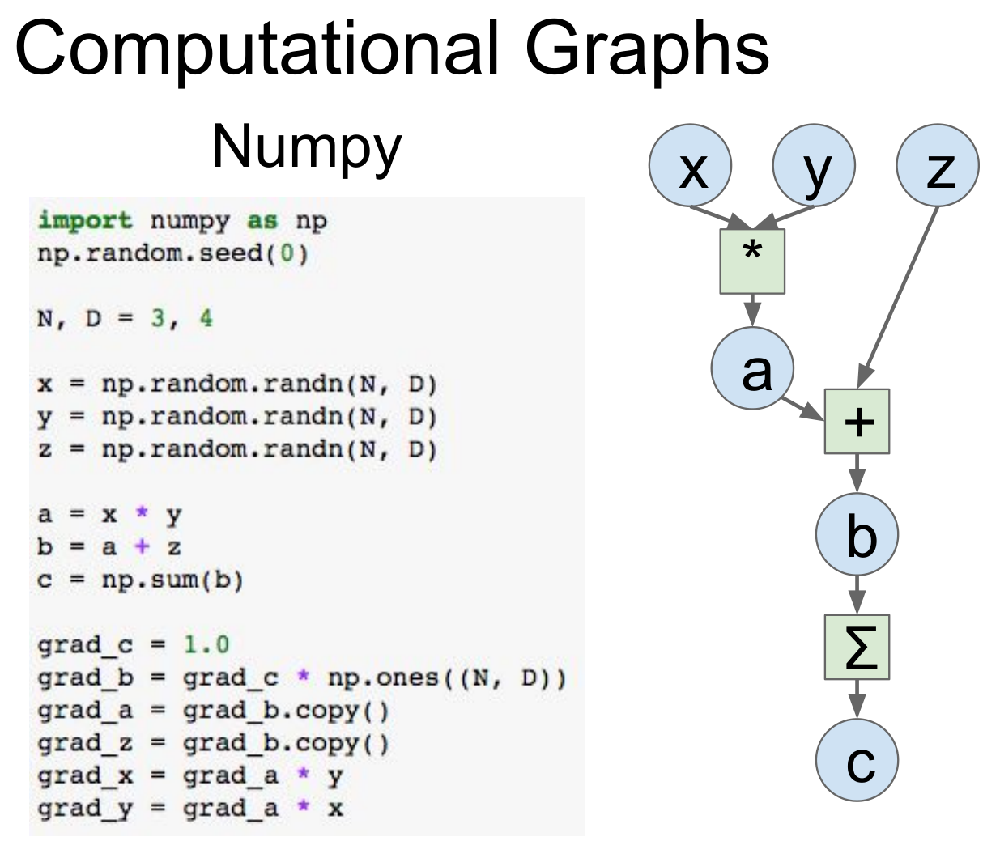 Computational Graphs
Numpy
import numpy as np
np.random.seed(0)
N, D = 3, 4
x = np.random.randn(N, D)
y = np.random.randn(N, D)
z = np.random.randn(N, D)
a = x * y
b = a + z
c = np.sum(b)
grad_c = 1.0
grad_b = grad_c * np.ones((N, D))
grad_a = grad_b.copy()
grad_z = grad_b.copy()
grad_x = grad_a * y
grad_y = grad_a * x
x y z
*
a
+
b
Σ
c